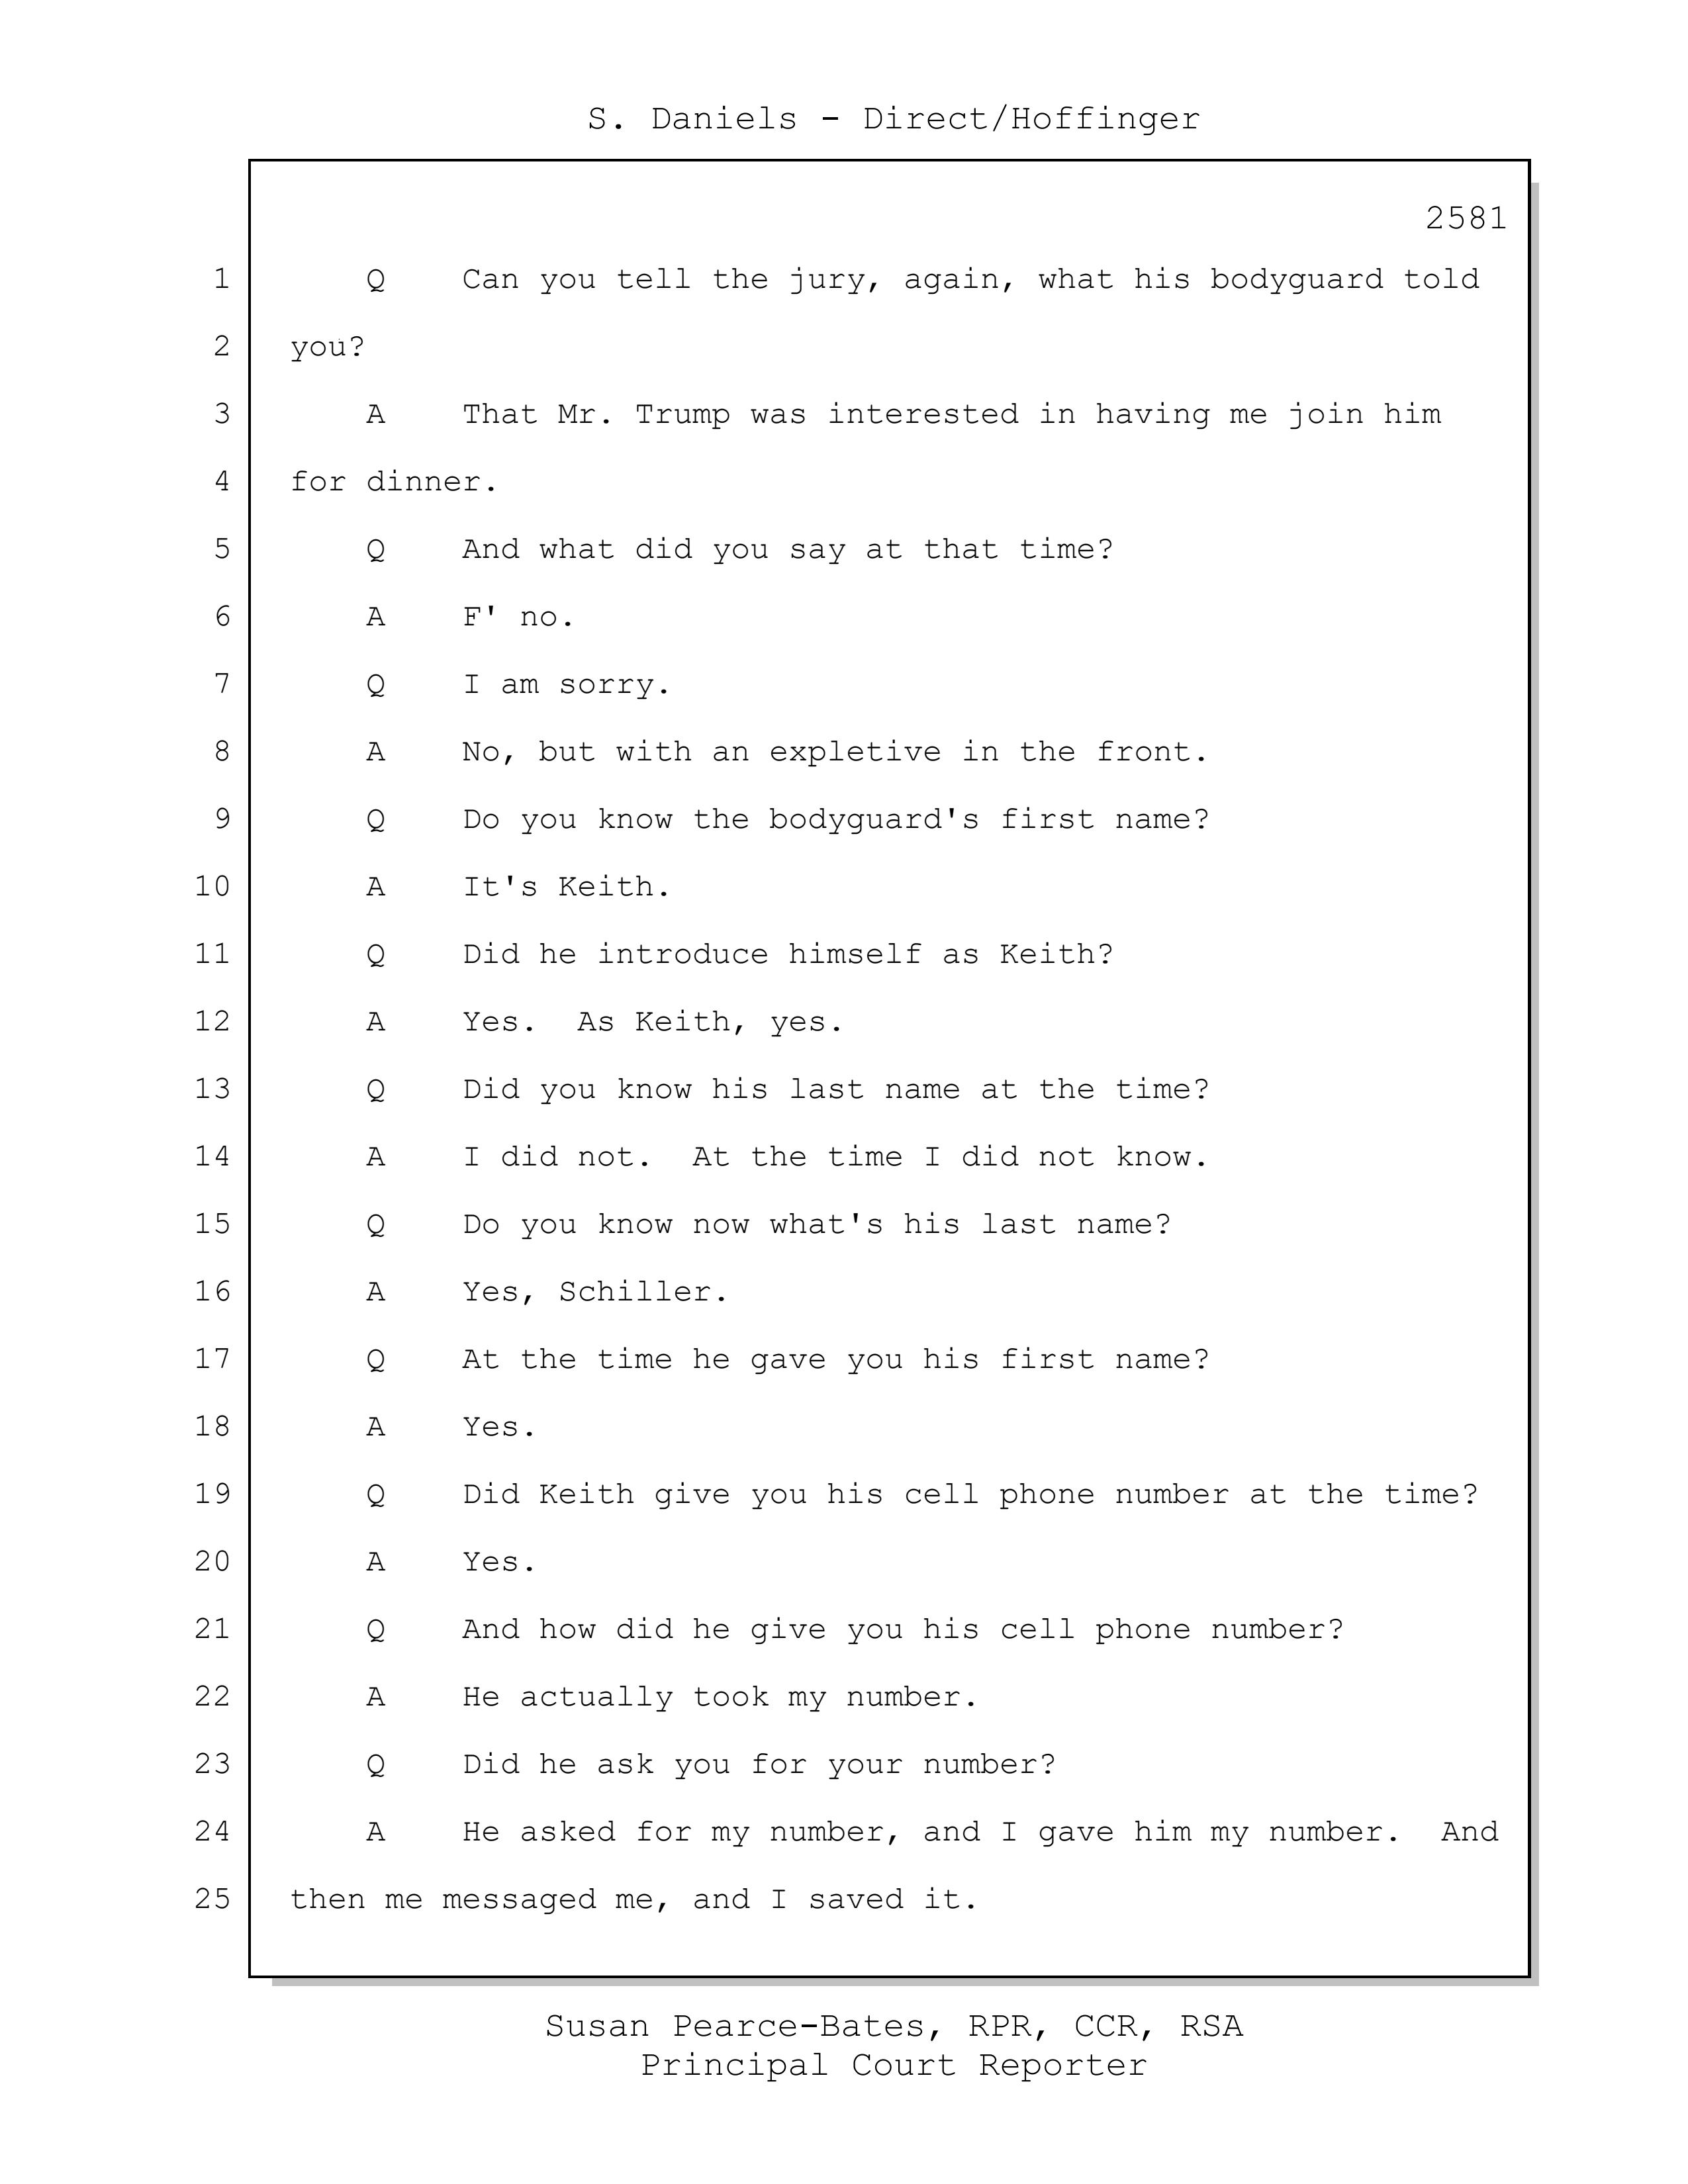 S. Daniels - Direct/Hoffinger
2581
1 Q Can you tell the jury, again, what his bodyguard told
2 you?
3 A That Mr. Trump was interested in having me join him
4 for dinner.
5 Q And what did you say at that time?
6 A F' no.
7 Q I am sorry.
8 A No, but with an expletive in the front.
9 Q Do you know the bodyguard's first name?
10 A It's Keith.
11 Q Did he introduce himself as Keith?
12 A Yes. As Keith, yes.
13 Q Did you know his last name at the time?
14 A I did not. At the time I did not know.
15 Q Do you know now what's his last name?
16 A Yes, Schiller.
17 Q At the time he gave you his first name?
18 A Yes.
19 Q Did Keith give you his cell phone number at the time?
20 A Yes.
21 Q And how did he give you his cell phone number?
22 A He actually took my number.
23 Q Did he ask you for your number?
24 A He asked for my number, and I gave him my number. And
25 then me messaged me, and I saved it.
Susan Pearce-Bates, RPR, CCR, RSA
Principal Court Reporter